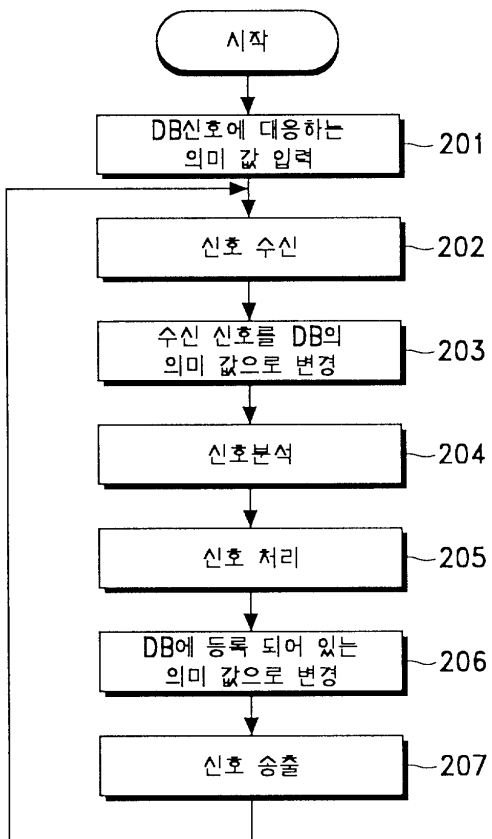 시작
DB신호에 대응하는
의미 값 입력
201
신호 수신
202
수신 신호를 DB의
의미 값으로 변경
203
신호분석
204
신호 처리
205
DB에 등록 되어 있는
의미 값으로 변경
206
신호 송출
207